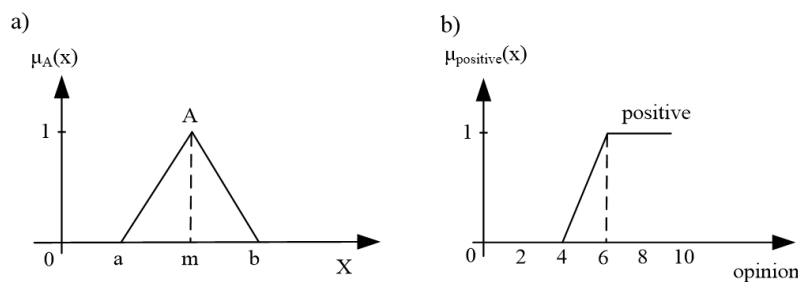 a)
μA(x)
1
A
0 a m b
X
b)
μpositive(x)
1
positive
0 2 4 6 8 10
opinion